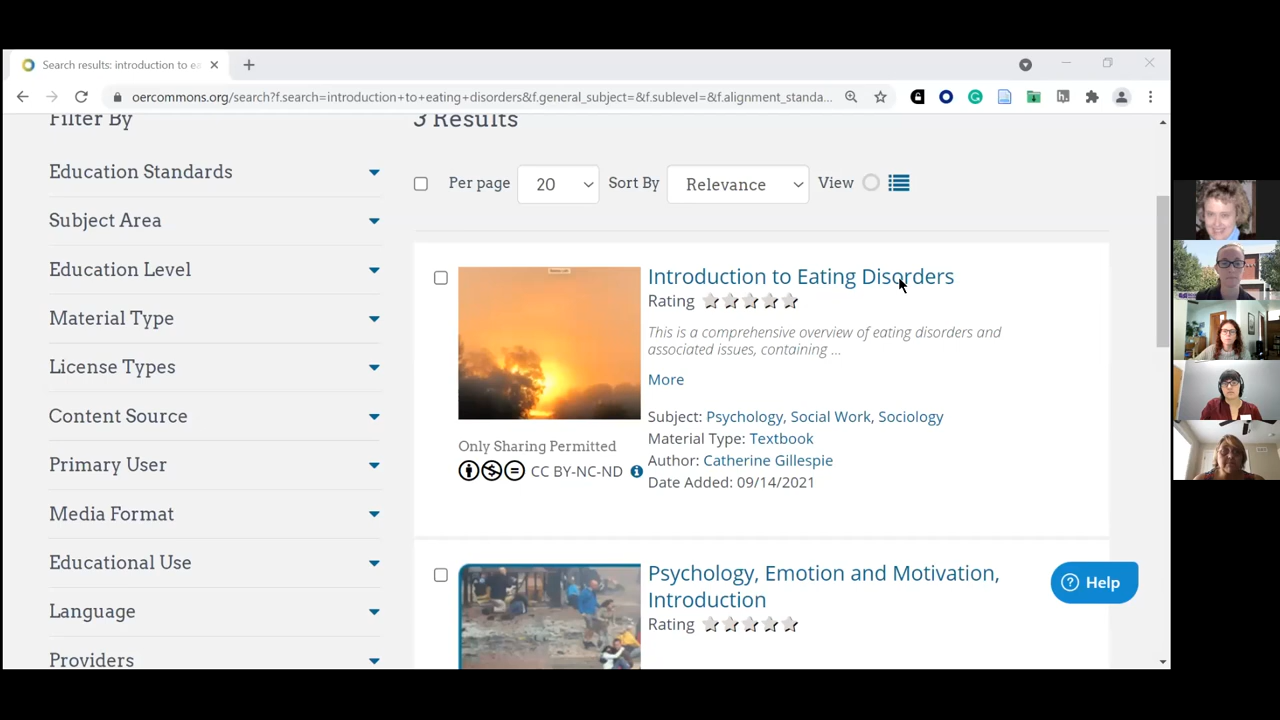 Search results: introduction to ea
oercommons.org/search?f.search=introduction+to+eating+disorders&f.general_subject=&f.sublevel=&f.alignment_standa...
Filter By
Education Standards
Subject Area
Education Level
Material Type
License Types
Content Source
Primary User
Media Format
Educational Use
Language
Providers
3 Results
Per page
20
Sort By
Relevance
View
Introduction to Eating Disorders
Rating
This is a comprehensive overview of eating disorders and
associated issues, containing ...
More
Subject: Psychology, Social Work, Sociology
Material Type: Textbook
Author: Catherine Gillespie
Date Added: 09/14/2021
Only Sharing Permitted
CC BY-NC-ND
Psychology, Emotion and Motivation,
Introduction
Rating
Help